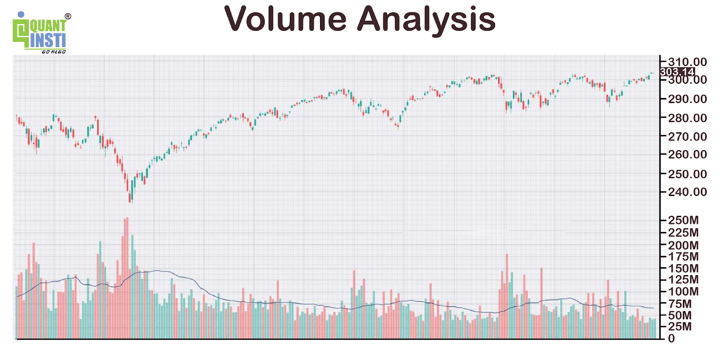 Volume Analysis
QUANT®
INSTI
GO ALGO
310.00
303.14
300.00
290.00
280.00
270.00
260.00
250.00
240.00
250M
225M
200M
175M
150M
125M
100M
75M
50M
25M
0